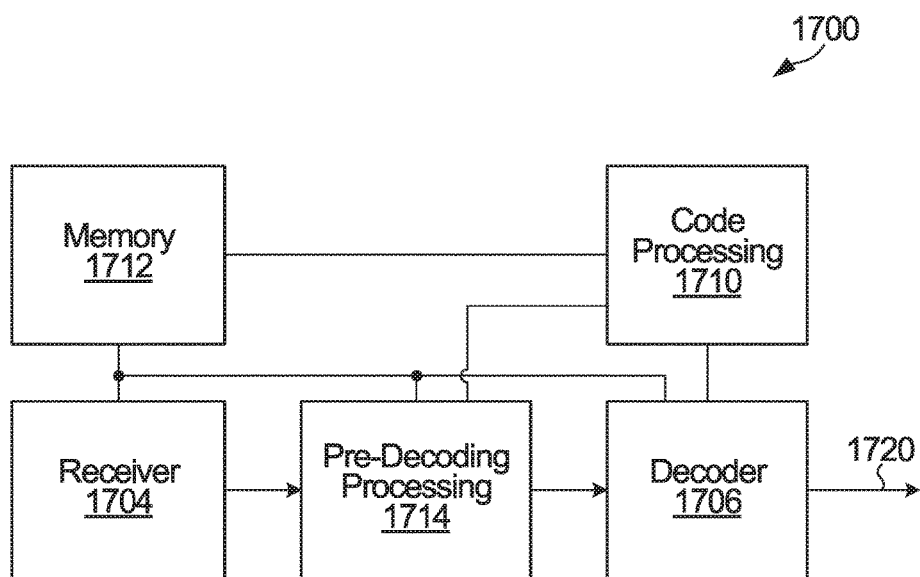 1700
Memory
1712
Code
Processing
1710
Receiver
1704
Pre-Decoding
Processing
1714
Decoder
1706
1720